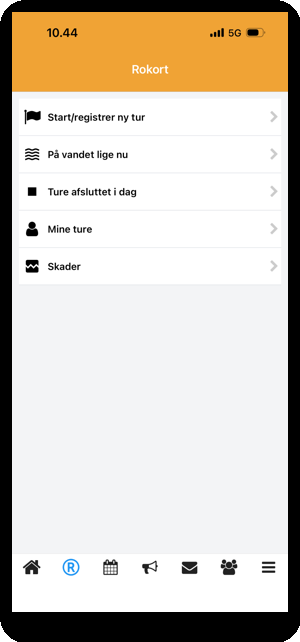 10.44
5G
Rokort
Start/registrer ny tur
På vandet lige nu
Ture afsluttet i dag
Mine ture
Skader
®